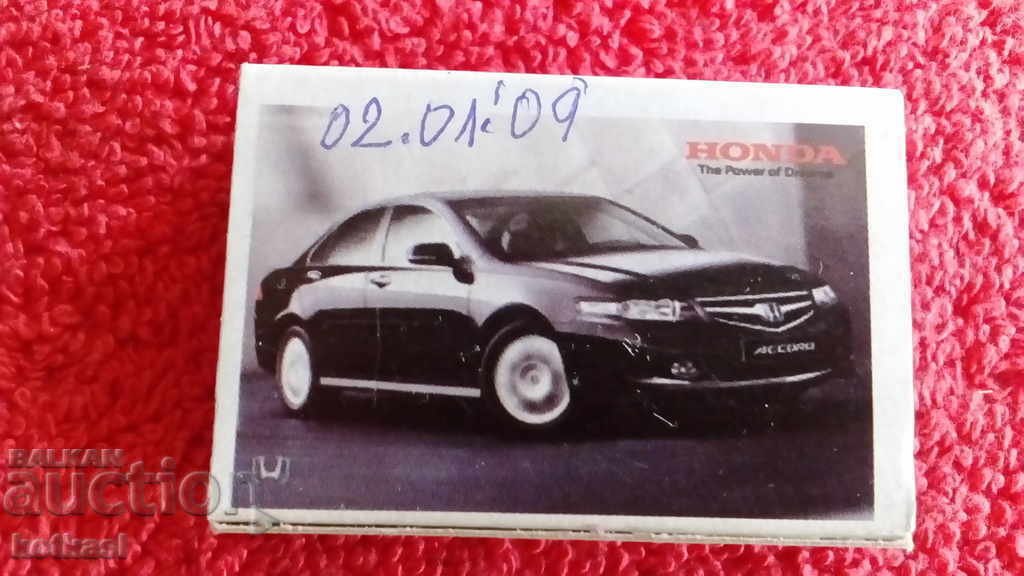 02.01.'09
HONDA
The Power of Dreams
ACCORD
BALKAN
auction
kotkasl